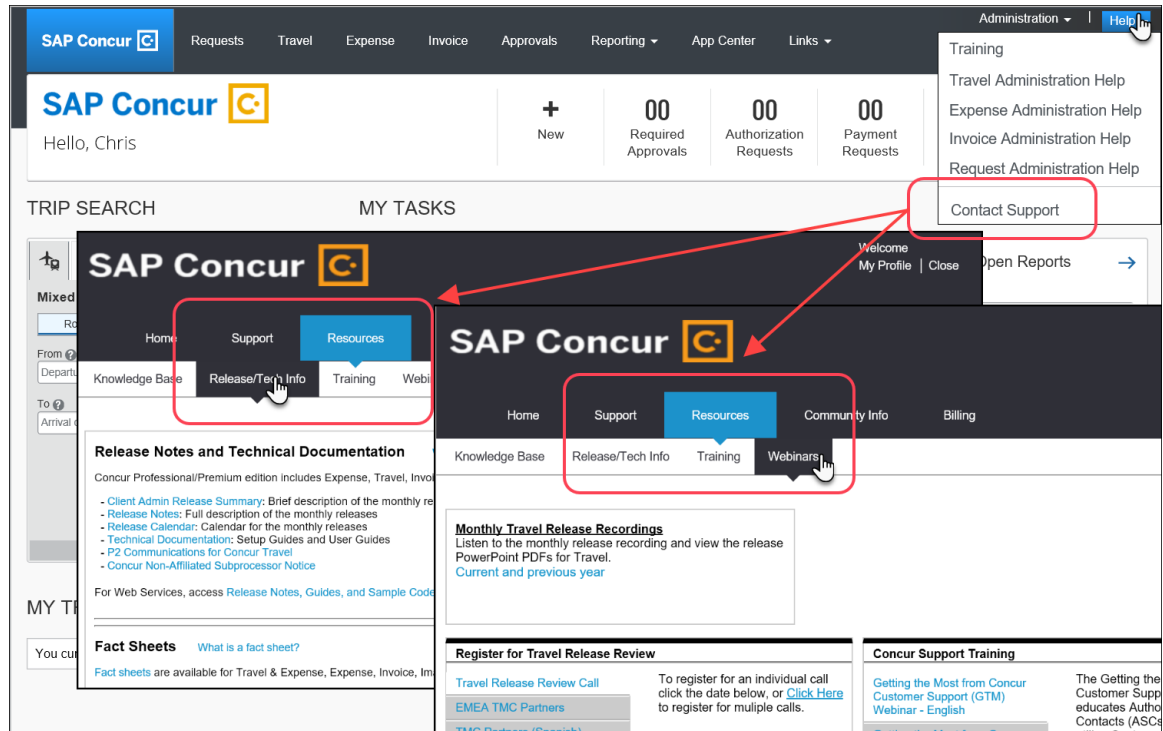 Administration | Help
SAP Concur Requests Travel Expense Invoice Approvals Reporting App Center Links
Training
Travel Administration Help
Expense Administration Help
Invoice Administration Help
Request Administration Help
Contact Support
SAP Concur
Hello, Chris
+ 00 00 00
New Required Authorization Payment
Approvals Requests Requests
TRIP SEARCH MY TASKS
Open Reports
Mixed
From
To
Arrival
MY
You
SAP Concur
Welcome
My Profile | Close
Home Support Resources
Knowledge Base Release/Tech Info Training
Release Notes and Technical Documentation
Concur Professional/Premium edition includes Expense, Travel,
- Client Admin Release Summary: Brief description of the monthly
- Release Notes: Full description of the monthly releases
- Release Calendar: Calendar for the monthly releases
- Technical Documentation: Setup Guides and User Guides
- P2 Communications for Concur Travel
- Concur Non-Affiliated Subprocessor Notice
For Web Services, access Release Notes, Guides, and Sample Code
Fact Sheets What is a fact sheet?
Fact sheets are available for Travel & Expense, Expense, Invoice,
SAP Concur
Home Support Resources Community Info Billing
Knowledge Base Release/Tech Info Training Webinars
Monthly Travel Release Recordings
Listen to the monthly release recording and view the release
PowerPoint PDFs for Travel.
Current and previous year
Register for Travel Release Review
Travel Release Review Call
EMEA TMC Partners
TMC Partners (Spanish)
To register for an individual call
click the date below, or Click Here
to register for muliple calls.
Concur Support Training
Getting the Most from Concur
Customer Support (GTM)
Webinar - English
Getting the Most from Concur
The Getting the
Customer
educates
Contacts (ASCs